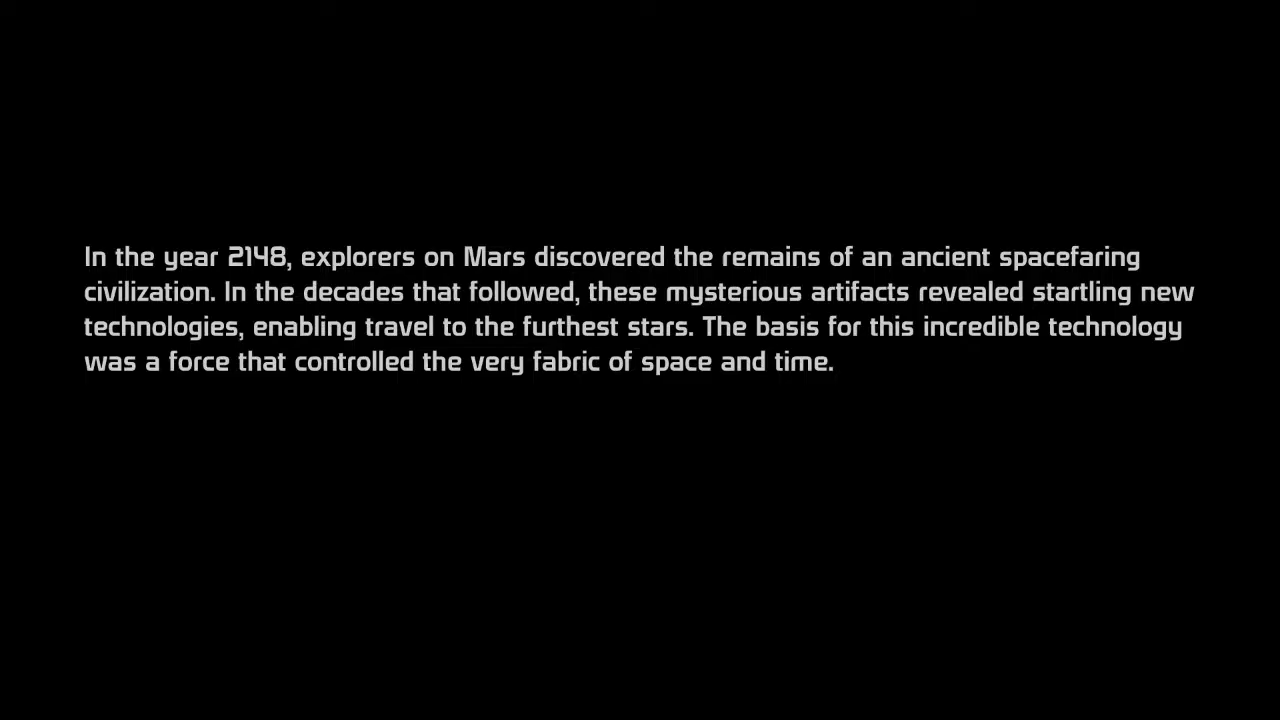 In the year 2148, explorers on Mars discovered the remains of an ancient spacefaring
civilization. In the decades that followed, these mysterious artifacts revealed startling new
technologies, enabling travel to the furthest stars. The basis for this incredible technology
was a force that controlled the very fabric of space and time.